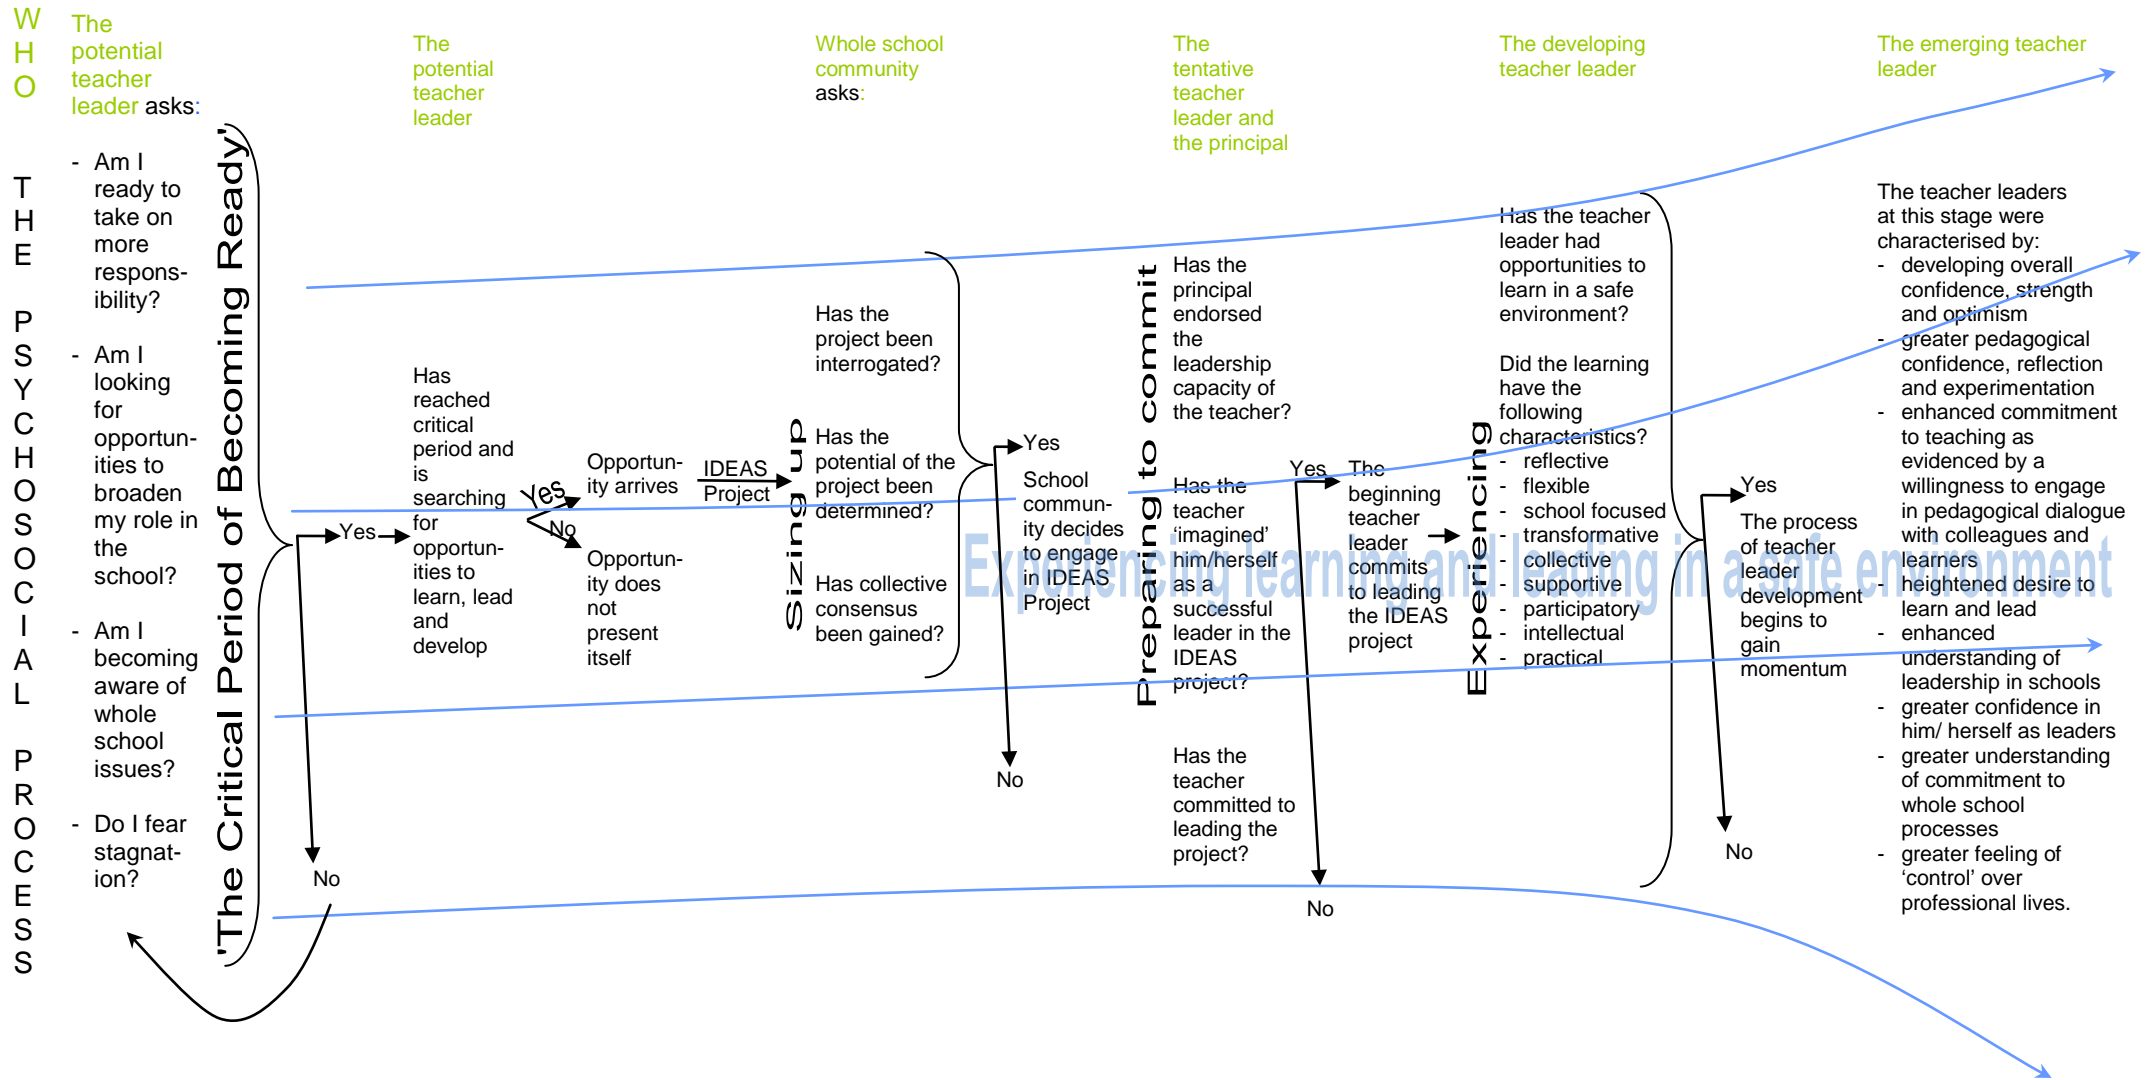 WHO
THE PSYCHOSOCIAL PROCESS
The
potential
teacher
leader asks:
- Am I
ready to
take on
more
respons-
ibility?
- Am I
looking
for
opportun-
ities to
broaden
my role in
the
school?
- Am I
becoming
aware of
whole
school
issues?
- Do I fear
stagnat-
ion?
'The Critical Period of Becoming Ready'
Yes
No
The
potential
teacher
leader
Has
reached
critical
period and
is
searching
for
opportun-
ities to
learn, lead
and
develop
Yes
No
Opportun-
ity arrives
Opportun-
ity does
not
present
itself
IDEAS
Project
Sizing up
Whole school
community
asks:
Has the
project been
interrogated?
Has the
potential of the
project been
determined?
Has collective
consensus
been gained?
Yes
School
commun-
ity decides
to engage
in IDEAS
Project
No
Preparing to commit
The
tentative
teacher
leader and
the principal
Has the
principal
endorsed
the
leadership
capacity of
the teacher?
Has the
teacher
‘imagined’
him/herself
as a
successful
leader in the
IDEAS
project?
Has the
teacher
committed to
leading the
project?
Yes
The
beginning
teacher
leader
commits
to leading
the IDEAS
project
No
Experiencing
The developing
teacher leader
Has the teacher
leader had
opportunities to
learn in a safe
environment?
Did the learning
have the
following
characteristics?
- reflective
- flexible
- school focused
- transformative
- collective
- supportive
- participatory
- intellectual
- practical
Yes
The process
of teacher
leader
development
begins to
gain
momentum
No
The emerging teacher
leader
The teacher leaders
at this stage were
characterised by:
- developing overall
confidence, strength
and optimism
- greater pedagogical
confidence, reflection
and experimentation
- enhanced commitment
to teaching as
evidenced by a
willingness to engage
in pedagogical dialogue
with colleagues and
learners
- heightened desire to
learn and lead
- enhanced
understanding of
leadership in schools
- greater confidence in
him/ herself as leaders
- greater understanding
of commitment to
whole school
processes
- greater feeling of
‘control’ over
professional lives.
Experiencing learning and leading in a safe environment